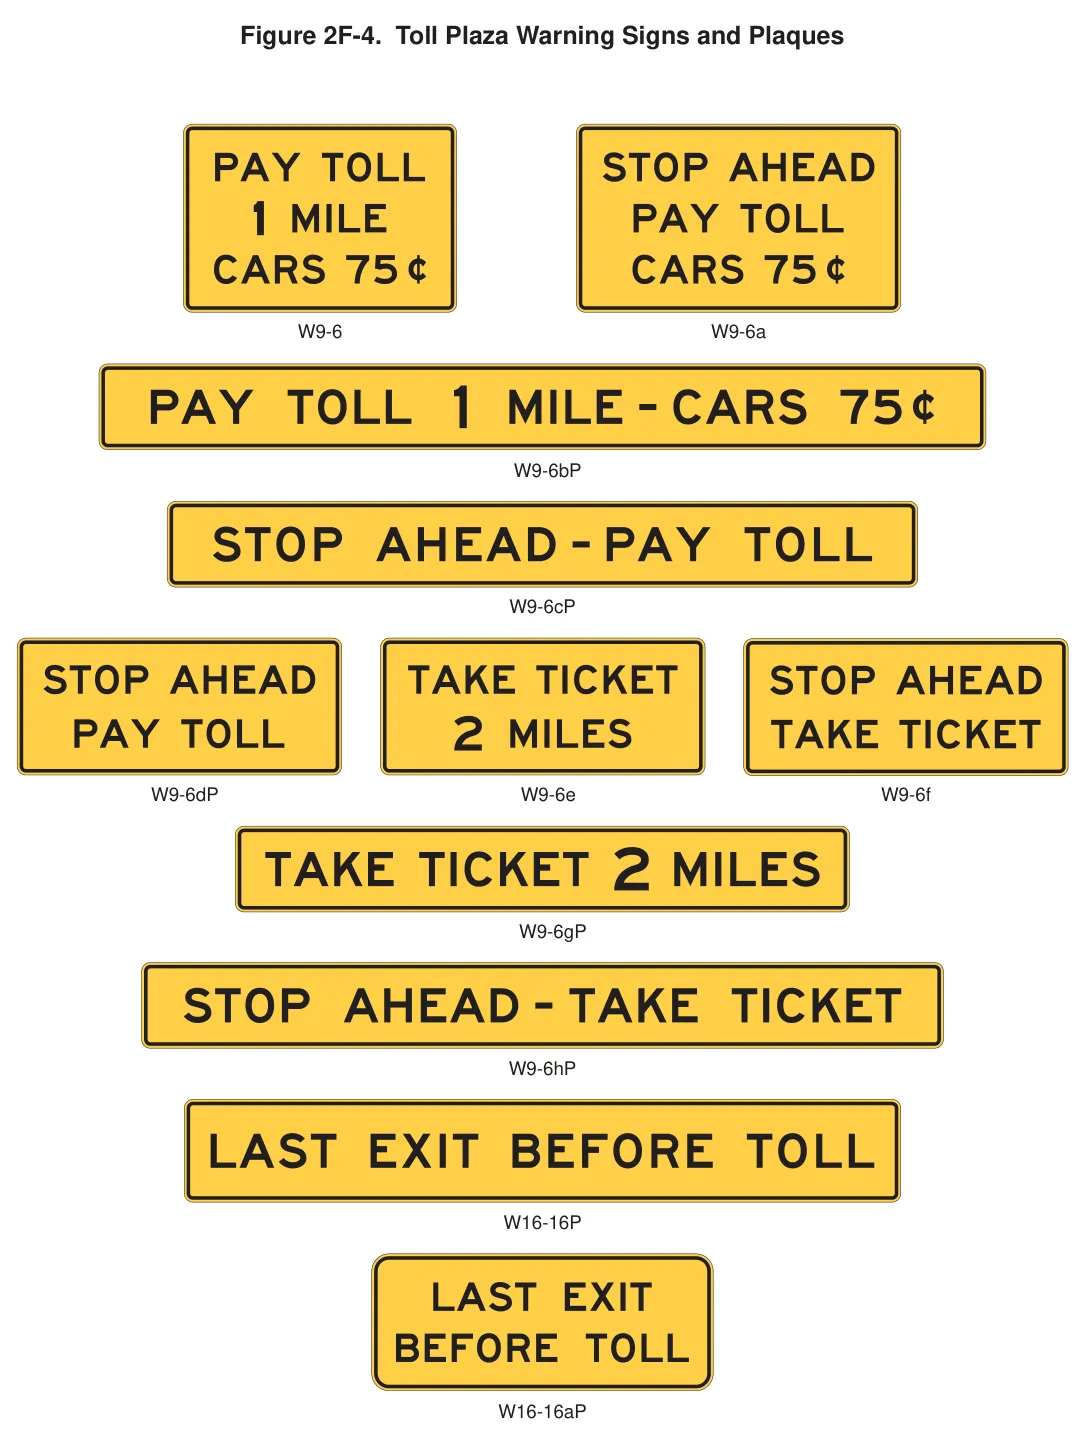 Figure 2F-4. Toll Plaza Warning Signs and Plaques
PAY TOLL
1 MILE
CARS 75¢
W9-6
STOP AHEAD
PAY TOLL
CARS 75¢
W9-6a
PAY TOLL 1 MILE - CARS 75¢
W9-6bP
STOP AHEAD - PAY TOLL
W9-6cP
STOP AHEAD
PAY TOLL
W9-6dP
TAKE TICKET
2 MILES
W9-6e
STOP AHEAD
TAKE TICKET
W9-6f
TAKE TICKET 2 MILES
W9-6gP
STOP AHEAD - TAKE TICKET
W9-6hP
LAST EXIT BEFORE TOLL
W16-16P
LAST EXIT
BEFORE TOLL
W16-16aP